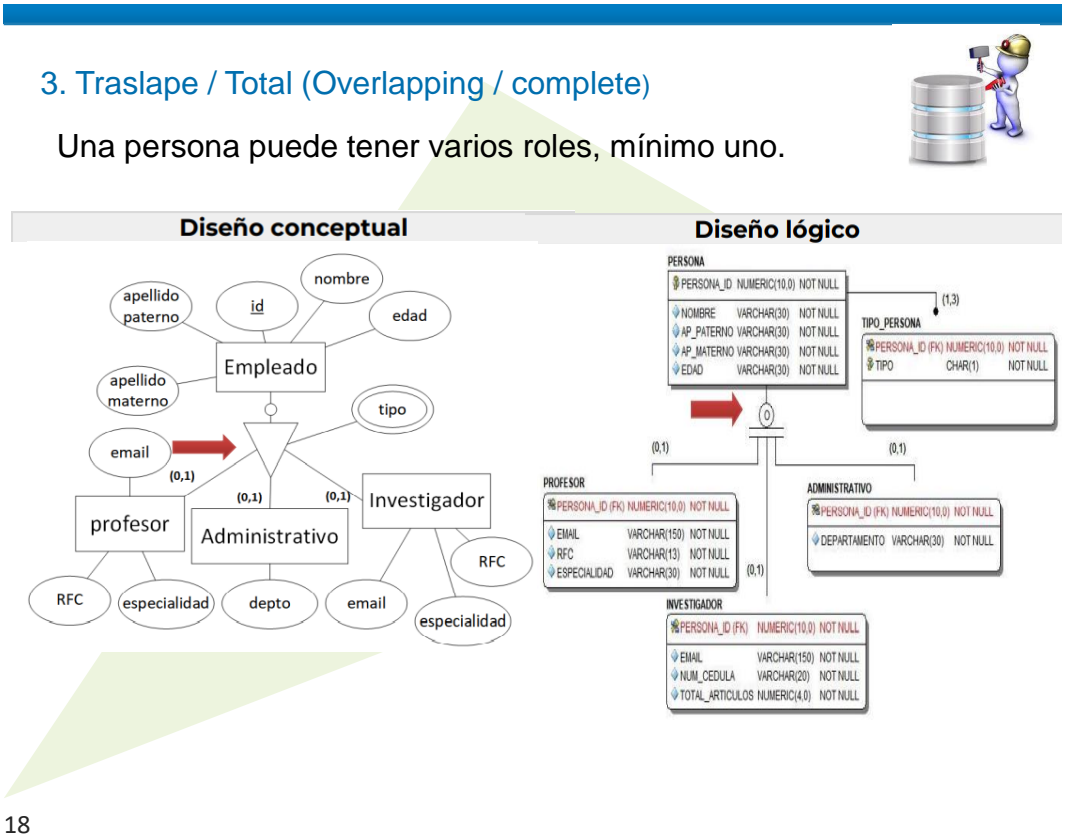 3. Traslape / Total (Overlapping / complete)
Una persona puede tener varios roles, mínimo uno.
Diseño conceptual
nombre
apellido
paterno
id
edad
Empleado
apellido
materno
tipo
email
(0,1)
(0,1)
(0,1)
profesor
Administrativo
Investigador
RFC
RFC
especialidad
depto
email
especialidad
Diseño lógico
PERSONA
PERSONA_ID NUMERIC(10,0) NOT NULL
NOMBRE VARCHAR(30) NOT NULL
AP_PATERNO VARCHAR(30) NOT NULL
AP_MATERNO VARCHAR(30) NOT NULL
EDAD VARCHAR(30) NOT NULL
(1,3)
TIPO_PERSONA
PERSONA_ID (FK) NUMERIC(10,0) NOT NULL
TIPO CHAR(1) NOT NULL
(0,1)
(0,1)
PROFESOR
PERSONA_ID (FK) NUMERIC(10,0) NOT NULL
EMAIL VARCHAR(150) NOT NULL
RFC VARCHAR(13) NOT NULL
ESPECIALIDAD VARCHAR(30) NOT NULL
ADMINISTRATIVO
PERSONA_ID (FK) NUMERIC(10,0) NOT NULL
DEPARTAMENTO VARCHAR(30) NOT NULL
(0,1)
INVESTIGADOR
PERSONA_ID (FK) NUMERIC(10,0) NOT NULL
EMAIL VARCHAR(150) NOT NULL
NUM_CEDULA VARCHAR(20) NOT NULL
TOTAL_ARTICULOS NUMERIC(4,0) NOT NULL
18